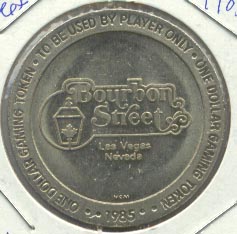 • TO BE USED BY PLAYER ONLY •
ONE DOLLAR GAMING TOKEN
Bourbon
Street
Las Vegas
Nevada
NCM
ONE DOLLAR GAMING TOKEN
• 1985 •